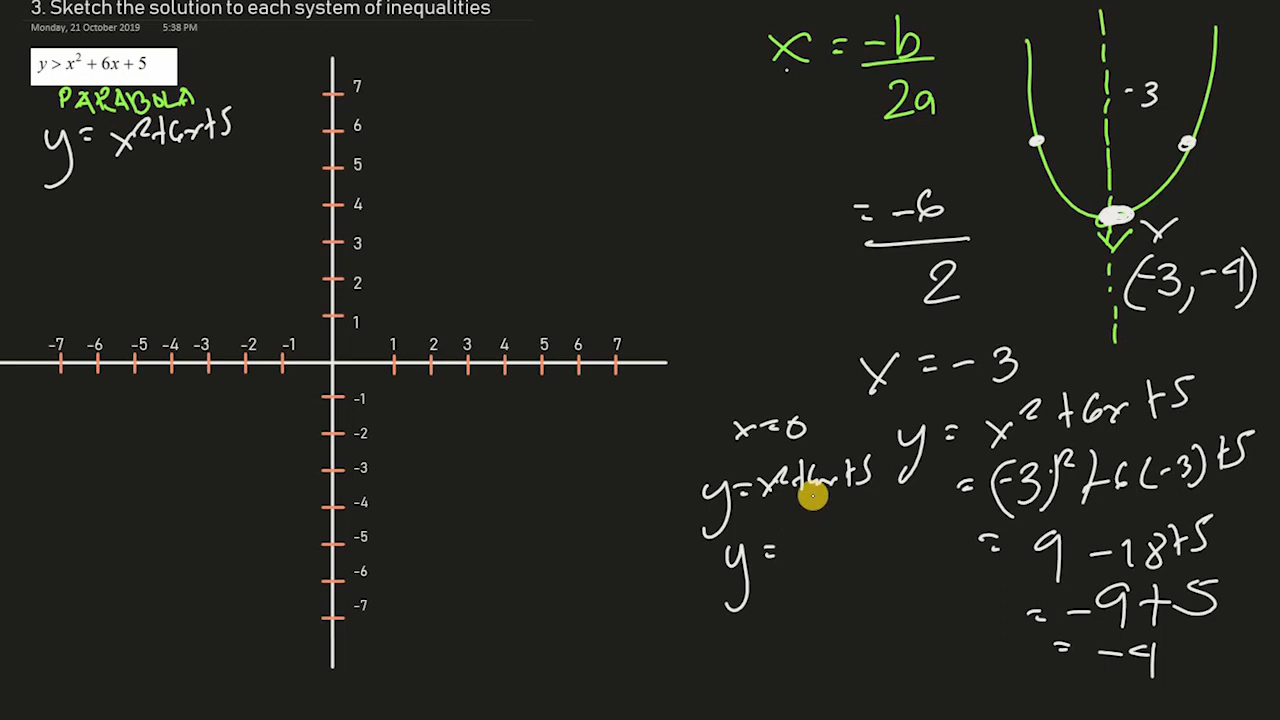 3. Sketch the solution to each system of inequalities
Monday, 21 October 2019 5:38 PM
y > x² + 6x + 5
PARABOLA
y = x²+6x+5
7
6
5
4
3
2
1
-7 -6 -5 -4 -3 -2 -1 1 2 3 4 5 6 7
-1
-2
-3
-4
-5
-6
-7
x = -b
2a
= -6
2
x = -3
-3
V
(-3, -4)
x=0
y=x²+6x+5
y=
y = x²+6x+5
= (-3)²+6(-3)+5
= 9 -18+5
= -9+5
= -4